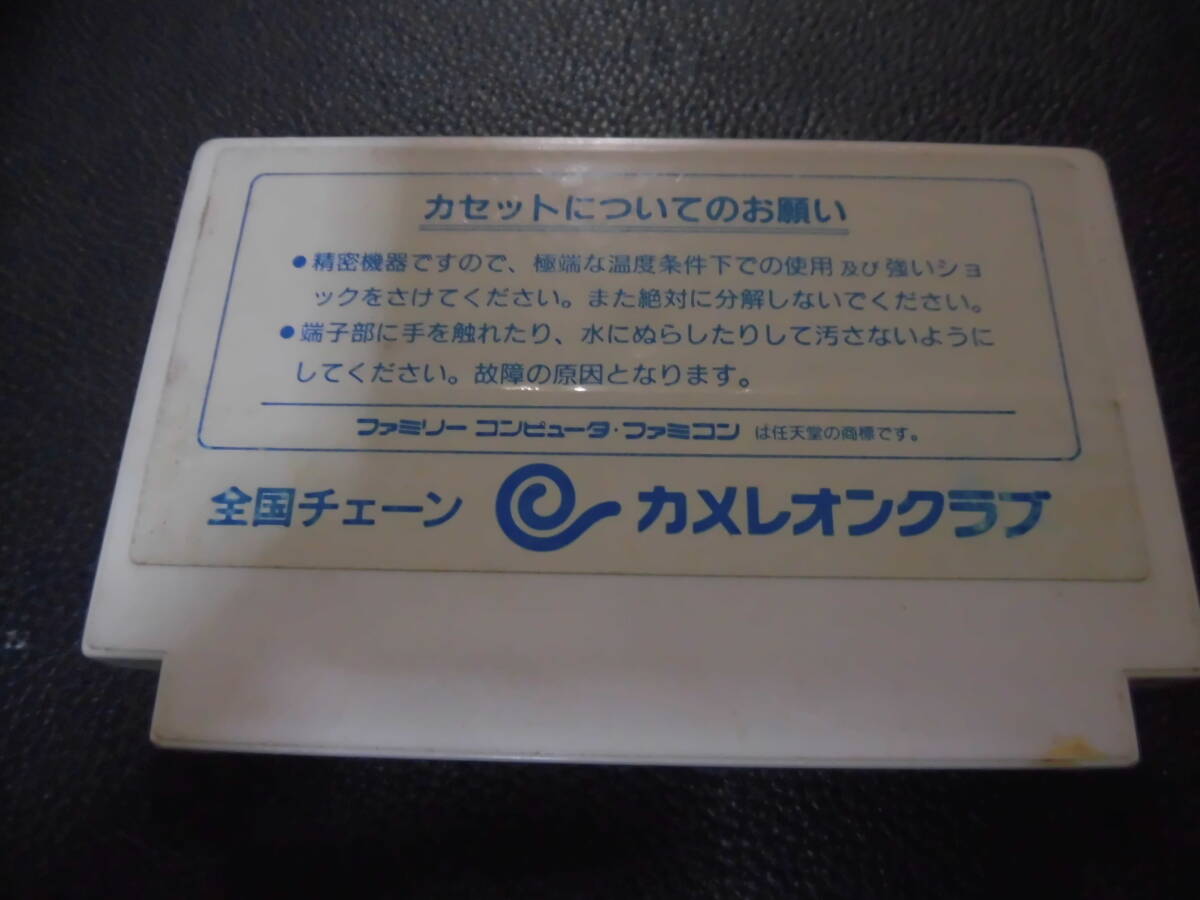 カセットについてのお願い
●精密機器ですので、極端な温度条件下での使用及び強いショ
ックをさけてください。また絶対に分解しないでください。
●端子部に手を触れたり、水にぬらしたりして汚さないように
してください。故障の原因となります。
ファミリー コンピュータ・ファミコン は任天堂の商標です。
全国チェーン カメレオンクラブ